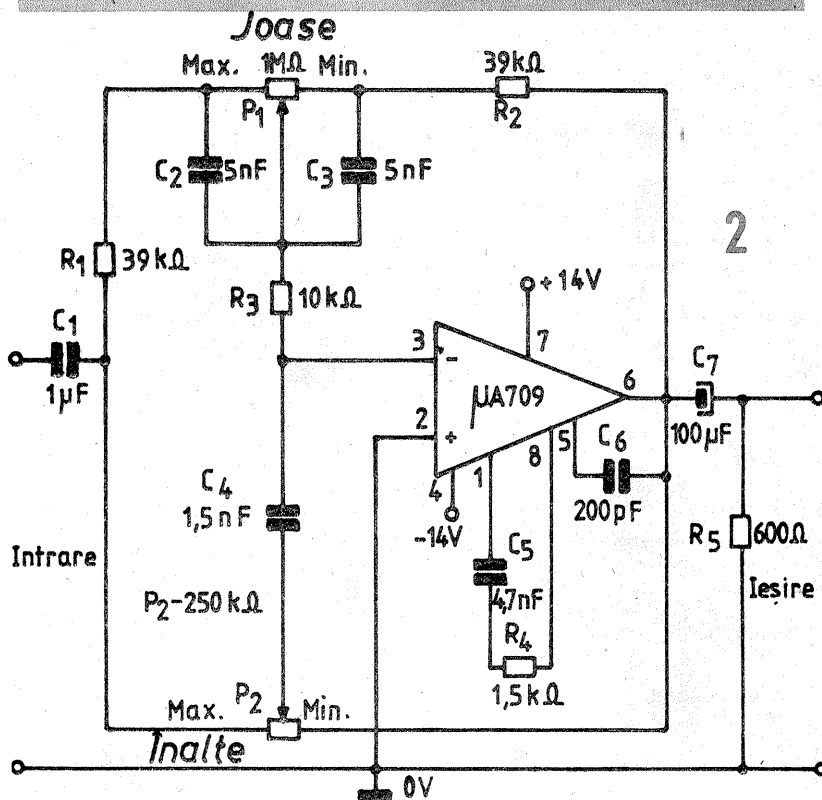 Joase
Max. 1MΩ Min.
P1
39kΩ
R2
C2 5nF
C3 5nF
2
R1 39kΩ
R3 10kΩ
+14V
C1
1µF
3 -
7
µA709
6
C7
100µF
2 +
5
C6
200pF
4
1
8
-14V
C4
1,5nF
C5
4,7nF
R4
1,5kΩ
R5 600Ω
Intrare
Ieșire
P2-250kΩ
Max. P2 Min.
Înalte
0V